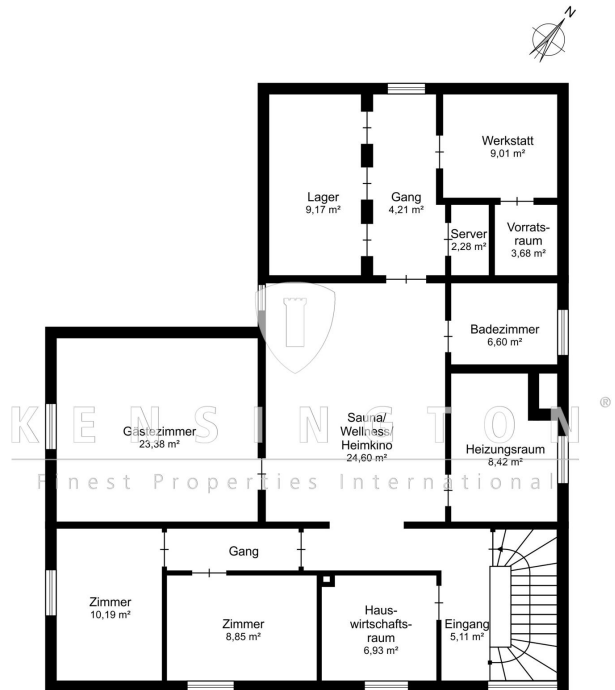 N
Werkstatt
9,01 m²
Lager
9,17 m²
Gang
4,21 m²
Server
2,28 m²
Vorrats-
raum
3,68 m²
Badezimmer
6,60 m²
Sauna/
Wellness/
Heimkino
24,60 m²
Gästezimmer
23,38 m²
Heizungsraum
8,42 m²
KENSINGTON®
Finest Properties International
Gang
Zimmer
10,19 m²
Zimmer
8,85 m²
Haus-
wirtschafts-
raum
6,93 m²
Eingang
5,11 m²